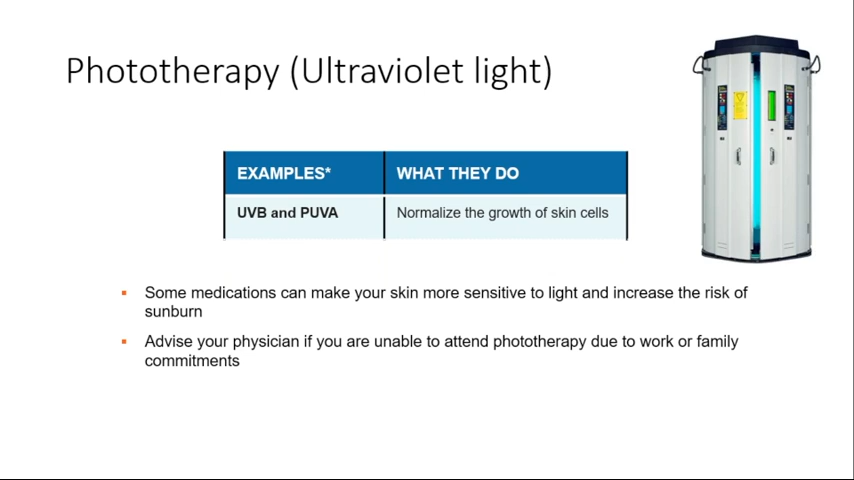 Phototherapy (Ultraviolet light)
EXAMPLES*
WHAT THEY DO
UVB and PUVA
Normalize the growth of skin cells
Some medications can make your skin more sensitive to light and increase the risk of
sunburn
Advise your physician if you are unable to attend phototherapy due to work or family
commitments